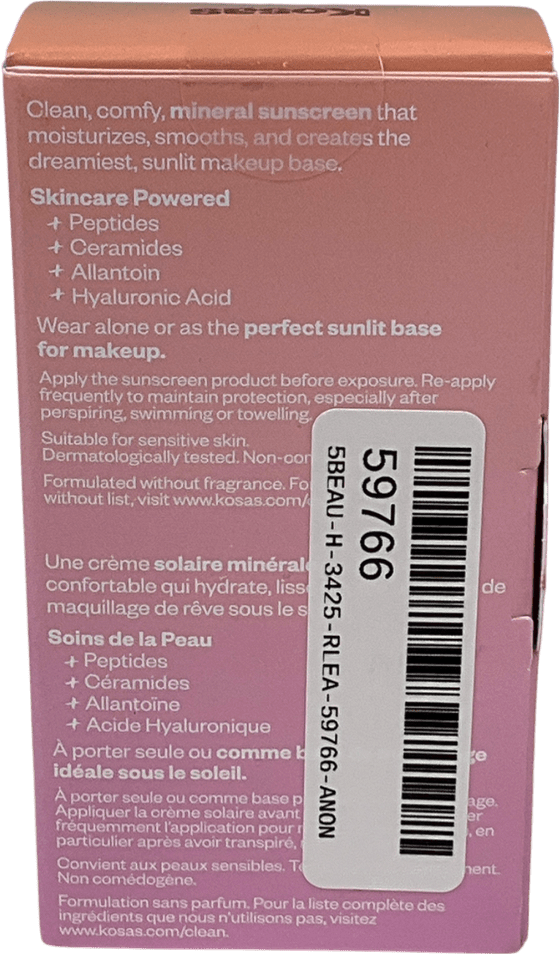 Kosas
Clean, comfy, mineral sunscreen that
moisturizes, smooths, and creates the
dreamiest, sunlit makeup base.
Skincare Powered
+ Peptides
+ Ceramides
+ Allantoin
+ Hyaluronic Acid
Wear alone or as the perfect sunlit base
for makeup.
Apply the sunscreen product before exposure. Re-apply
frequently to maintain protection, especially after
perspiring, swimming or towelling.
Suitable for sensitive skin.
Dermatologically tested.
Formulated without fragrance.
without list, visit www.kosas.com/
Une crème solaire minérale
confortable qui hydrate, de
maquillage de rêve sous le
Soins de la Peau
+ Peptides
+ Céramides
+ Allantoïne
+ Acide Hyaluronique
À porter seule ou comme
idéale sous le soleil.
À porter seule ou comme base
Appliquer la crème solaire avant
fréquemment l'application pour en
particulier après avoir transpiré,
Convient aux peaux sensibles.
Non comédogène.
Formulation sans parfum. Pour la liste complète des
ingrédients que nous n'utilisons pas, visitez
www.kosas.com/clean.
59766
5BEAU-H-3425-RLEA-59766-ANON